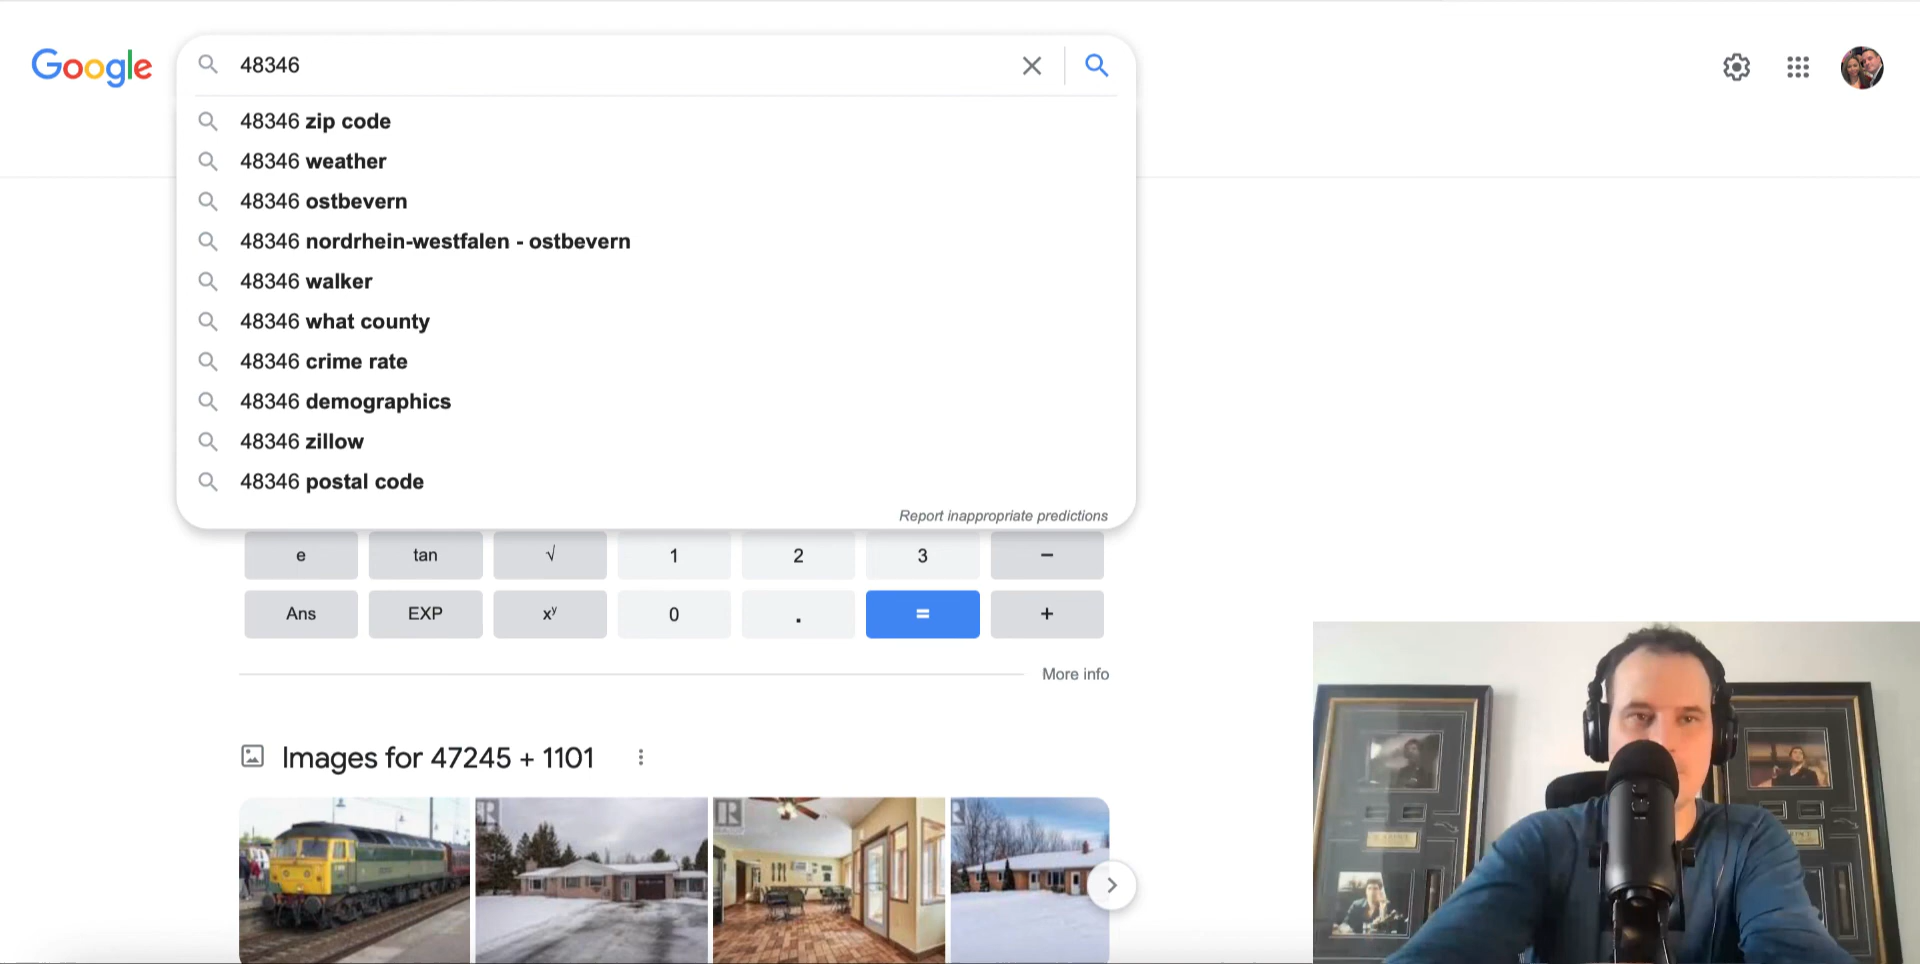 Google
48346
48346 zip code
48346 weather
48346 ostbevern
48346 nordrhein-westfalen - ostbevern
48346 walker
48346 what county
48346 crime rate
48346 demographics
48346 zillow
48346 postal code
Report inappropriate predictions
e tan √ 1 2 3 −
Ans EXP xʸ 0 . = +
More info
Images for 47245 + 1101